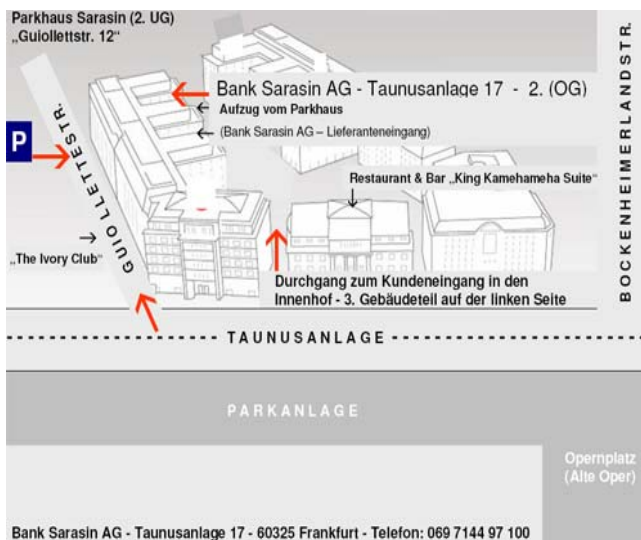 Parkhaus Sarasin (2. UG)
„Guiollettstr. 12“
Bank Sarasin AG - Taunusanlage 17 - 2. (OG)
Aufzug vom Parkhaus
(Bank Sarasin AG – Lieferanteneingang)
P
GUIOLLETTESTR.
Restaurant & Bar „King Kamehameha Suite“
BOCKENHEIMERLANDSTR.
„The Ivory Club“
Durchgang zum Kundeneingang in den
Innenhof - 3. Gebäudeteil auf der linken Seite
TAUNUSANLAGE
PARKANLAGE
Opernplatz
(Alte Oper)
Bank Sarasin AG - Taunusanlage 17 - 60325 Frankfurt - Telefon: 069 7144 97 100